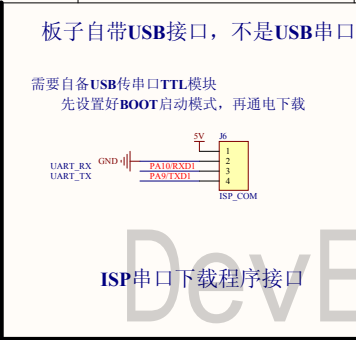 板子自带USB接口，不是USB串口
需要自备USB传串口TTL模块
先设置好BOOT启动模式，再通电下载
5V J6
GND 1
2
UART_RX PA10/RXD1 3
UART_TX PA9/TXD1 4
ISP_COM
DevE
ISP串口下载程序接口